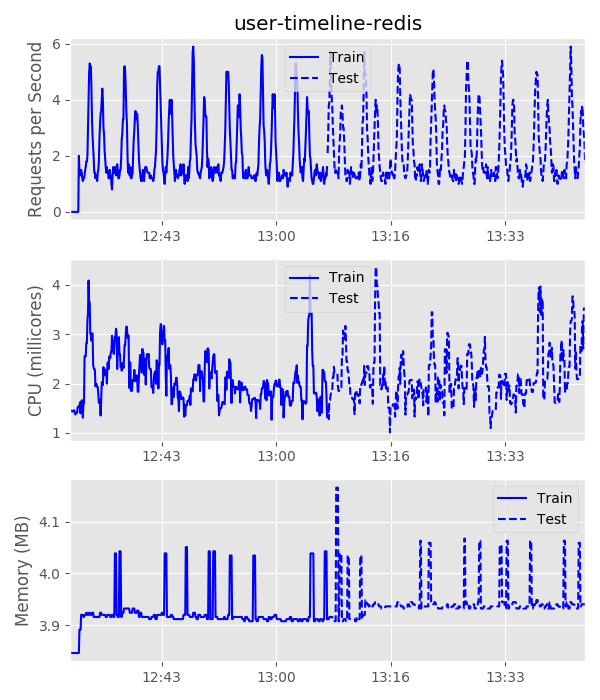 user-timeline-redis
Requests per Second
6
4
2
0
Train
Test
12:43
13:00
13:16
13:33
CPU (millicores)
4
3
2
1
Train
Test
12:43
13:00
13:16
13:33
Memory (MB)
4.1
4.0
3.9
Train
Test
12:43
13:00
13:16
13:33